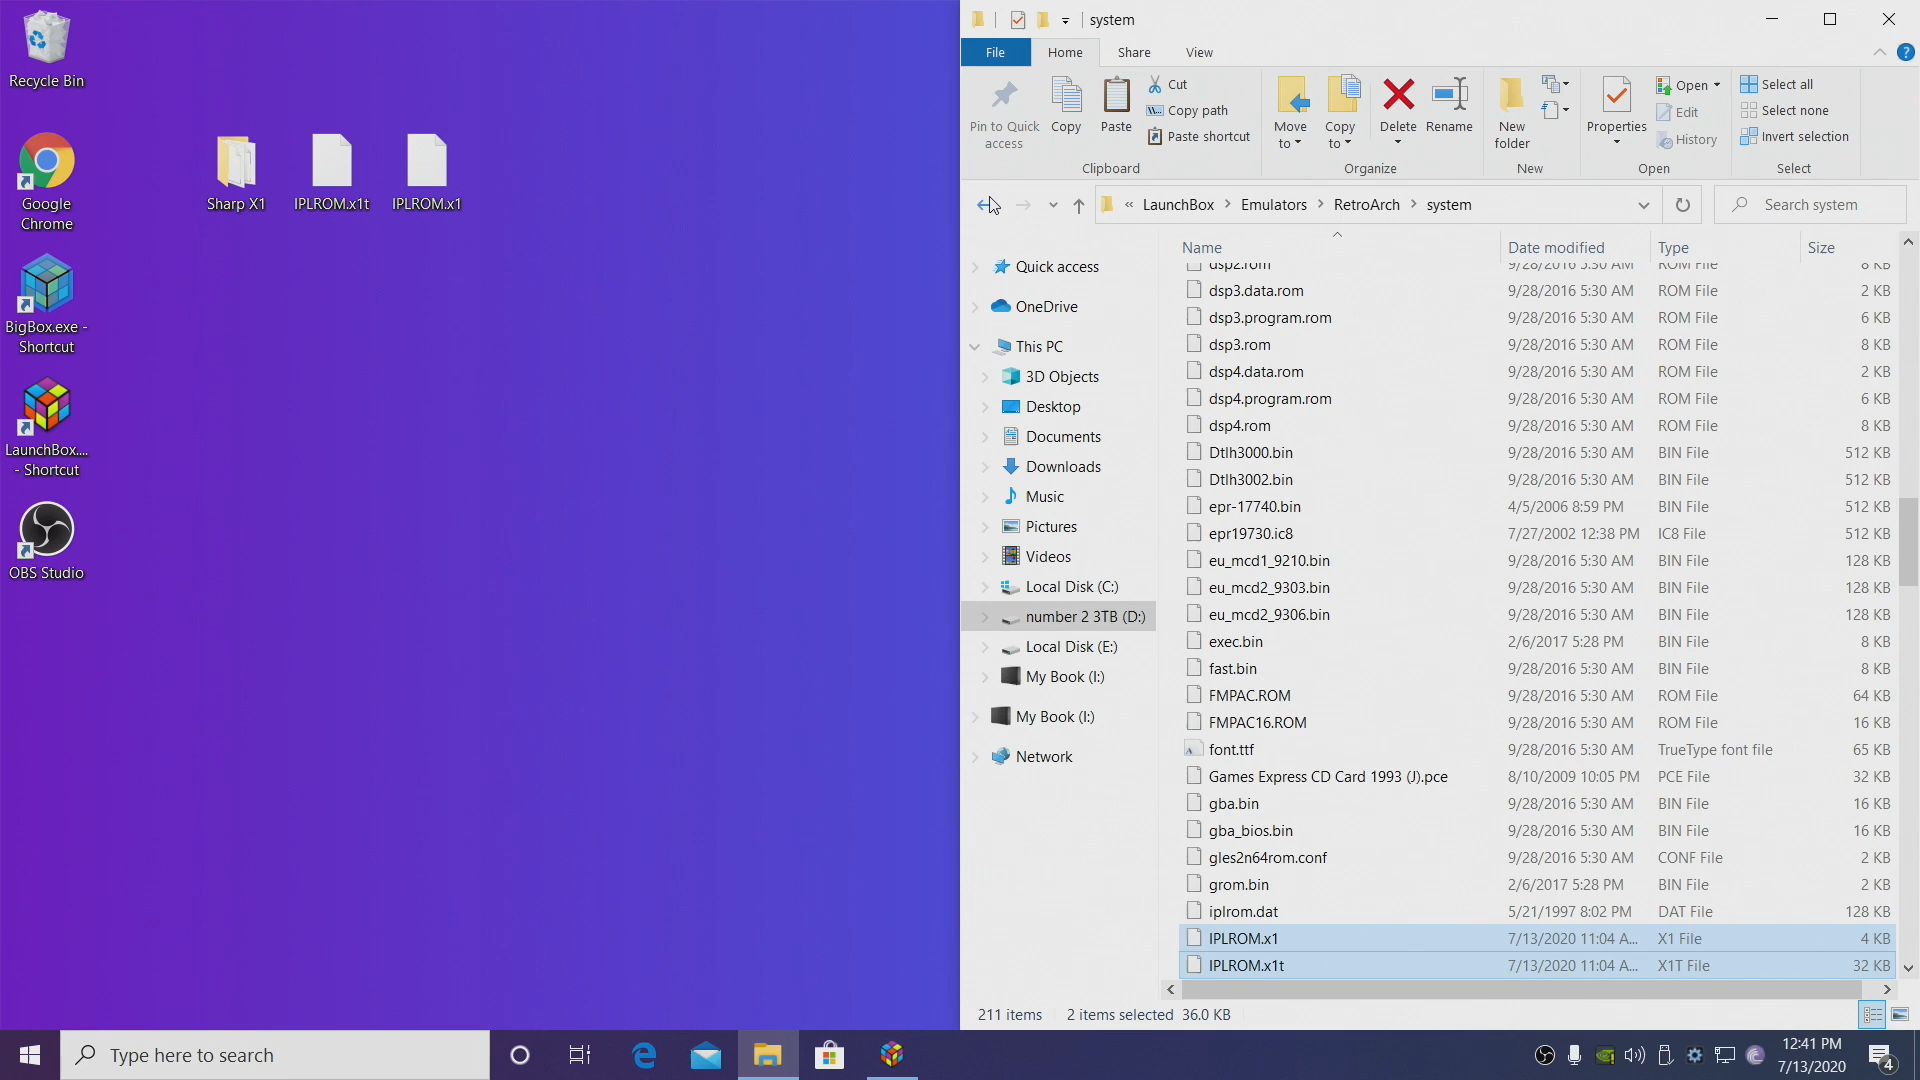 Recycle Bin
Google
Chrome
BigBox.exe -
Shortcut
LaunchBox....
- Shortcut
OBS Studio
Sharp X1
IPLROM.x1t
IPLROM.x1
system
File
Home
Share
View
Pin to Quick
access
Copy
Paste
Cut
Copy path
Paste shortcut
Clipboard
Move
to
Copy
to
Delete
Rename
Organize
New
folder
New
Properties
Open
Edit
History
Open
Select all
Select none
Invert selection
Select
« LaunchBox > Emulators > RetroArch > system
Search system
Quick access
OneDrive
This PC
3D Objects
Desktop
Documents
Downloads
Music
Pictures
Videos
Local Disk (C:)
number 2 3TB (D:)
Local Disk (E:)
My Book (I:)
My Book (I:)
Network
Name Date modified Type Size
dsp2.rom 9/28/2016 5:30 AM ROM File 8 KB
dsp3.data.rom 9/28/2016 5:30 AM ROM File 2 KB
dsp3.program.rom 9/28/2016 5:30 AM ROM File 6 KB
dsp3.rom 9/28/2016 5:30 AM ROM File 8 KB
dsp4.data.rom 9/28/2016 5:30 AM ROM File 2 KB
dsp4.program.rom 9/28/2016 5:30 AM ROM File 6 KB
dsp4.rom 9/28/2016 5:30 AM ROM File 8 KB
Dtlh3000.bin 9/28/2016 5:30 AM BIN File 512 KB
Dtlh3002.bin 9/28/2016 5:30 AM BIN File 512 KB
epr-17740.bin 4/5/2006 8:59 PM BIN File 512 KB
epr19730.ic8 7/27/2002 12:38 PM IC8 File 512 KB
eu_mcd1_9210.bin 9/28/2016 5:30 AM BIN File 128 KB
eu_mcd2_9303.bin 9/28/2016 5:30 AM BIN File 128 KB
eu_mcd2_9306.bin 9/28/2016 5:30 AM BIN File 128 KB
exec.bin 2/6/2017 5:28 PM BIN File 8 KB
fast.bin 9/28/2016 5:30 AM BIN File 8 KB
FMPAC.ROM 9/28/2016 5:30 AM ROM File 64 KB
FMPAC16.ROM 9/28/2016 5:30 AM ROM File 16 KB
font.ttf 9/28/2016 5:30 AM TrueType font file 65 KB
Games Express CD Card 1993 (J).pce 8/10/2009 10:05 PM PCE File 32 KB
gba.bin 9/28/2016 5:30 AM BIN File 16 KB
gba_bios.bin 9/28/2016 5:30 AM BIN File 16 KB
gles2n64rom.conf 9/28/2016 5:30 AM CONF File 2 KB
grom.bin 2/6/2017 5:28 PM BIN File 2 KB
iplrom.dat 5/21/1997 8:02 PM DAT File 128 KB
IPLROM.x1 7/13/2020 11:04 A... X1 File 4 KB
IPLROM.x1t 7/13/2020 11:04 A... X1T File 32 KB
211 items 2 items selected 36.0 KB
Type here to search
12:41 PM
7/13/2020
4